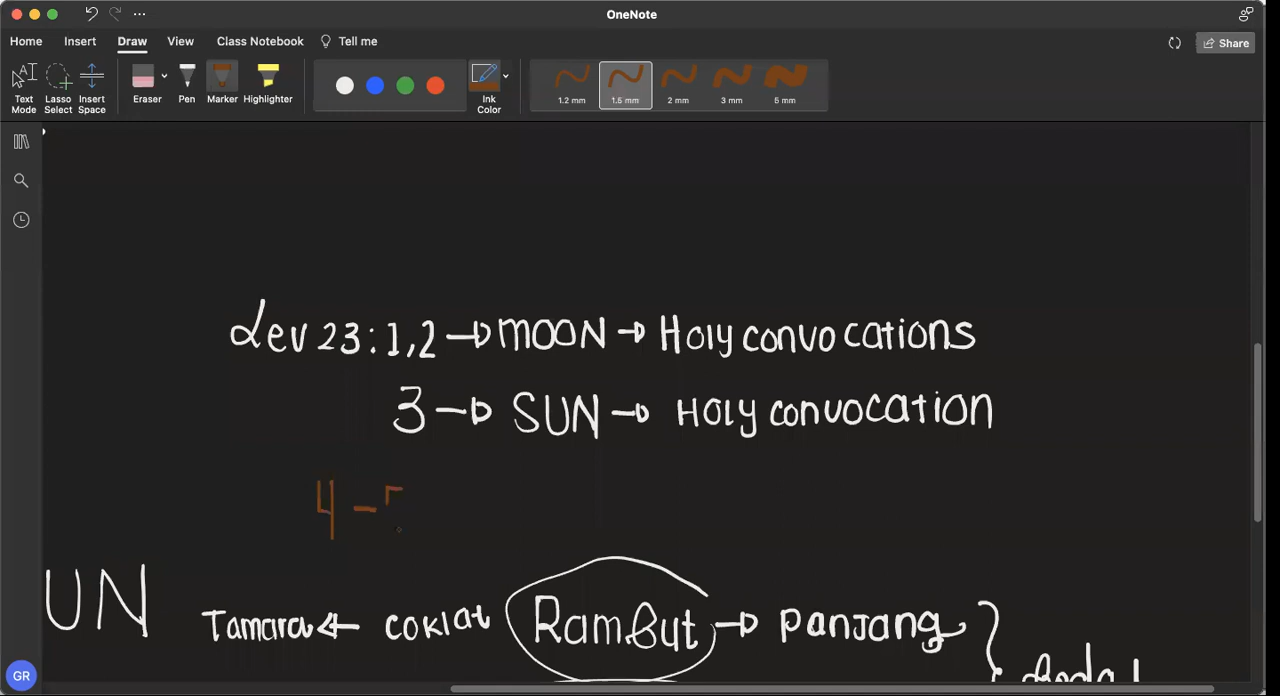 OneNote
Home Insert Draw View Class Notebook Tell me
Share
Text Mode
Lasso Select
Insert Space
Eraser
Pen
Marker
Highlighter
Ink Color
1.2 mm
1.5 mm
2 mm
3 mm
5 mm
Lev 23:1,2 → MOON → Holy convocations
3 → SUN → Holy convocation
4 -
UN
Tamara ← coklat Rambut → Panjang }
GR